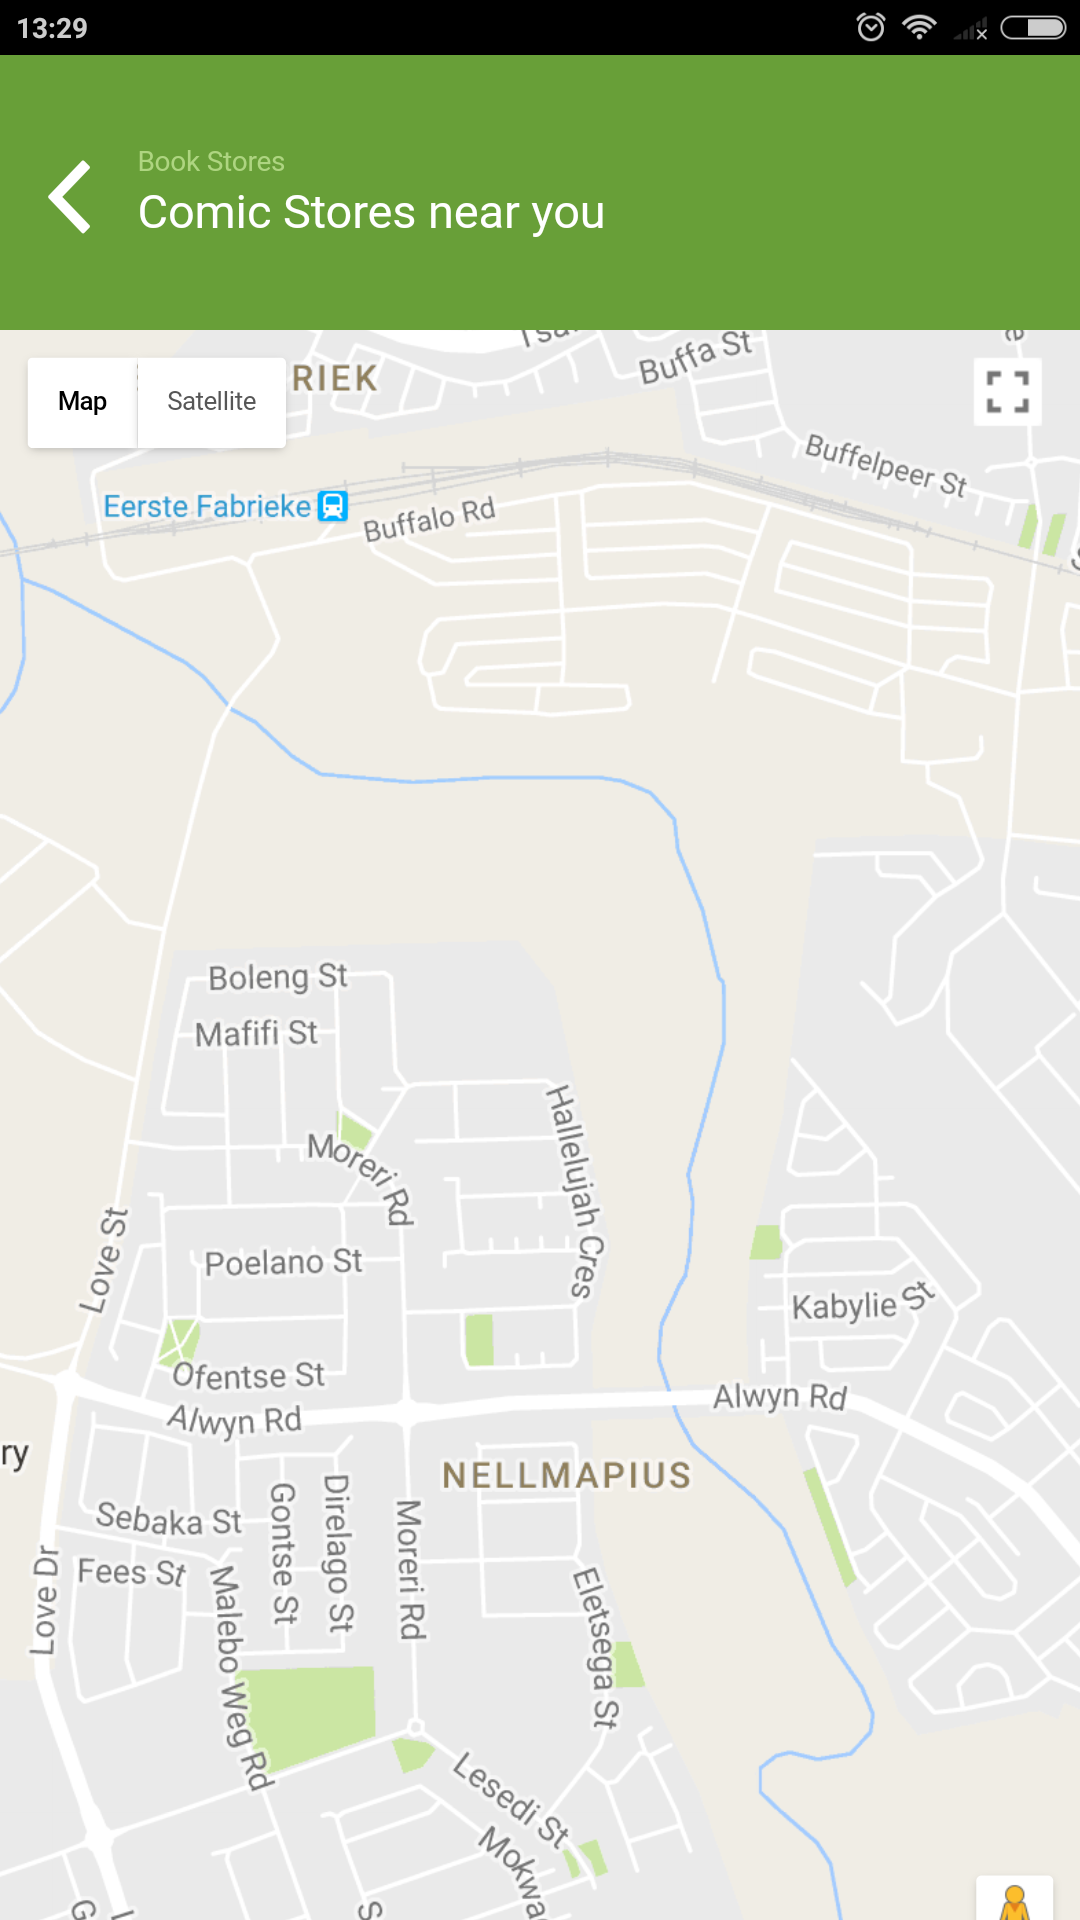 13:29
Book Stores
Comic Stores near you
Map
Satellite
RIEK
Buffa St
Buffelpeer St
Eerste Fabrieke
Buffalo Rd
Boleng St
Mafifi St
Moreri Rd
Hallelujah Cres
Love St
Poelano St
Kabylie St
Ofentse St
Alwyn Rd
Alwyn Rd
ry
NELLMAPIUS
Sebaka St
Gontse St
Direlago St
Moreri Rd
Fees St
Love Dr
Malebo Weg Rd
Eletsega St
Lesedi St